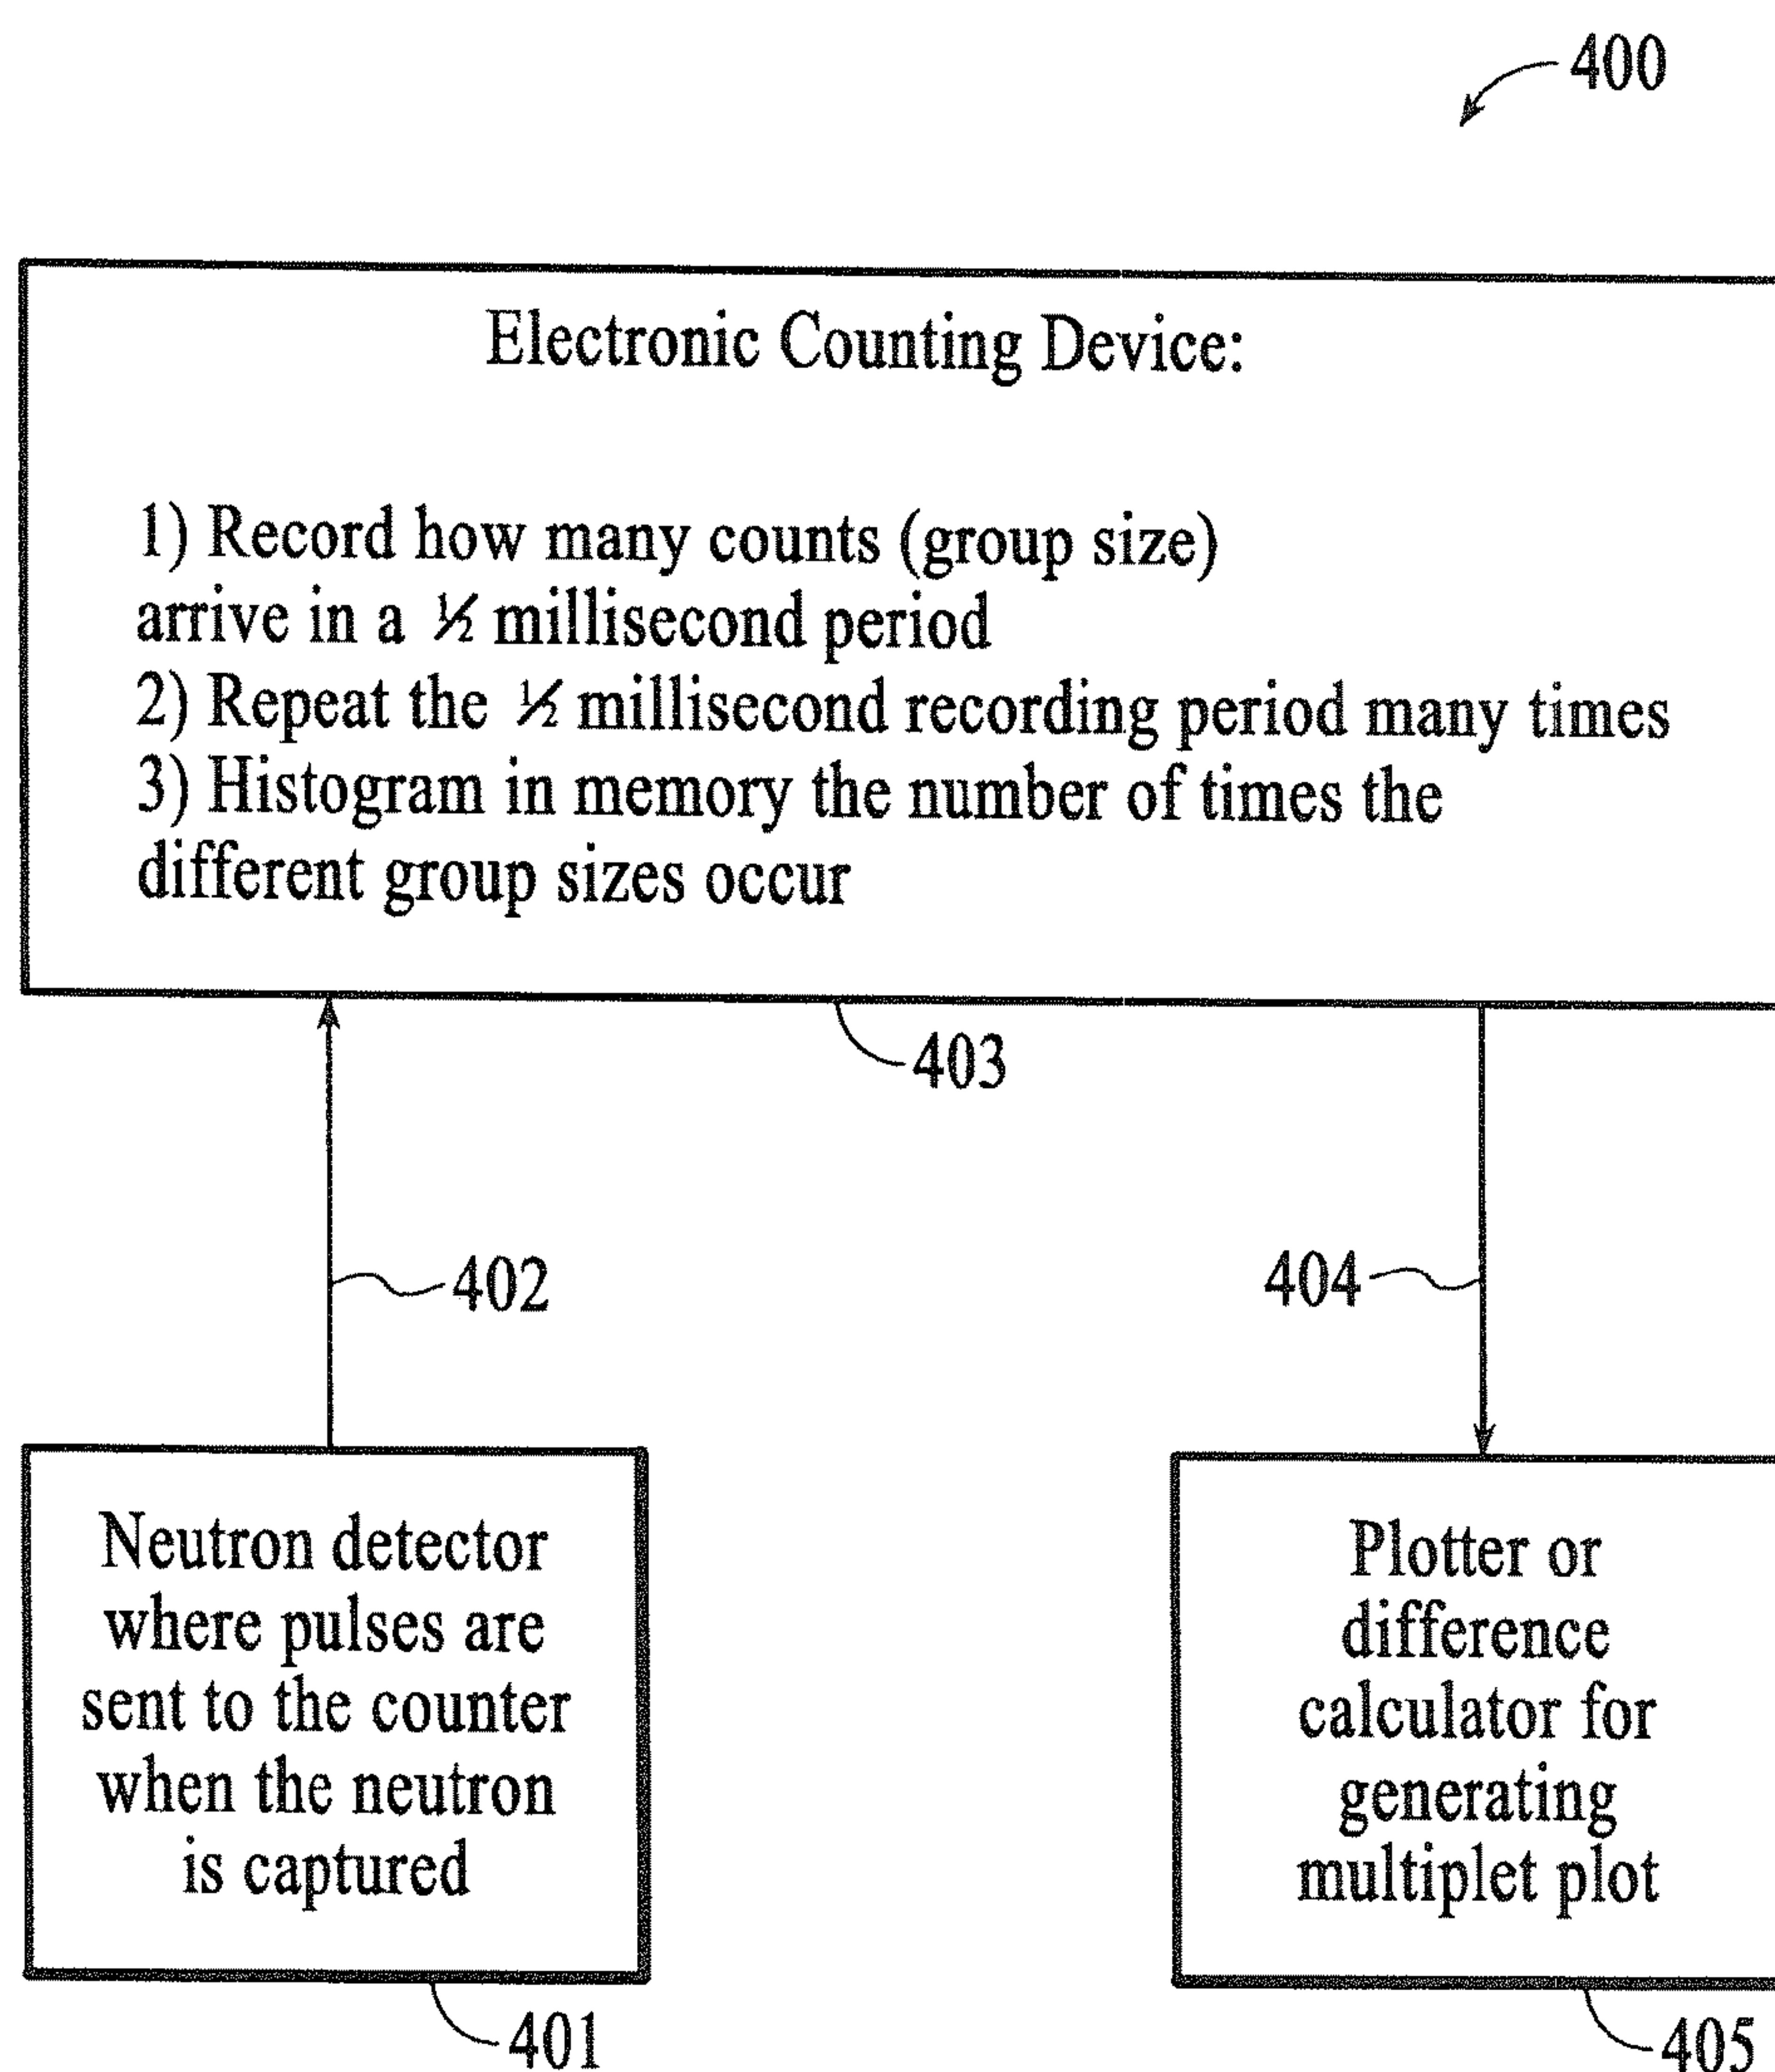 400
Electronic Counting Device:
1) Record how many counts (group size)
arrive in a ½ millisecond period
2) Repeat the ½ millisecond recording period many times
3) Histogram in memory the number of times the
different group sizes occur
403
402
404
Neutron detector
where pulses are
sent to the counter
when the neutron
is captured
401
Plotter or
difference
calculator for
generating
multiplet plot
405